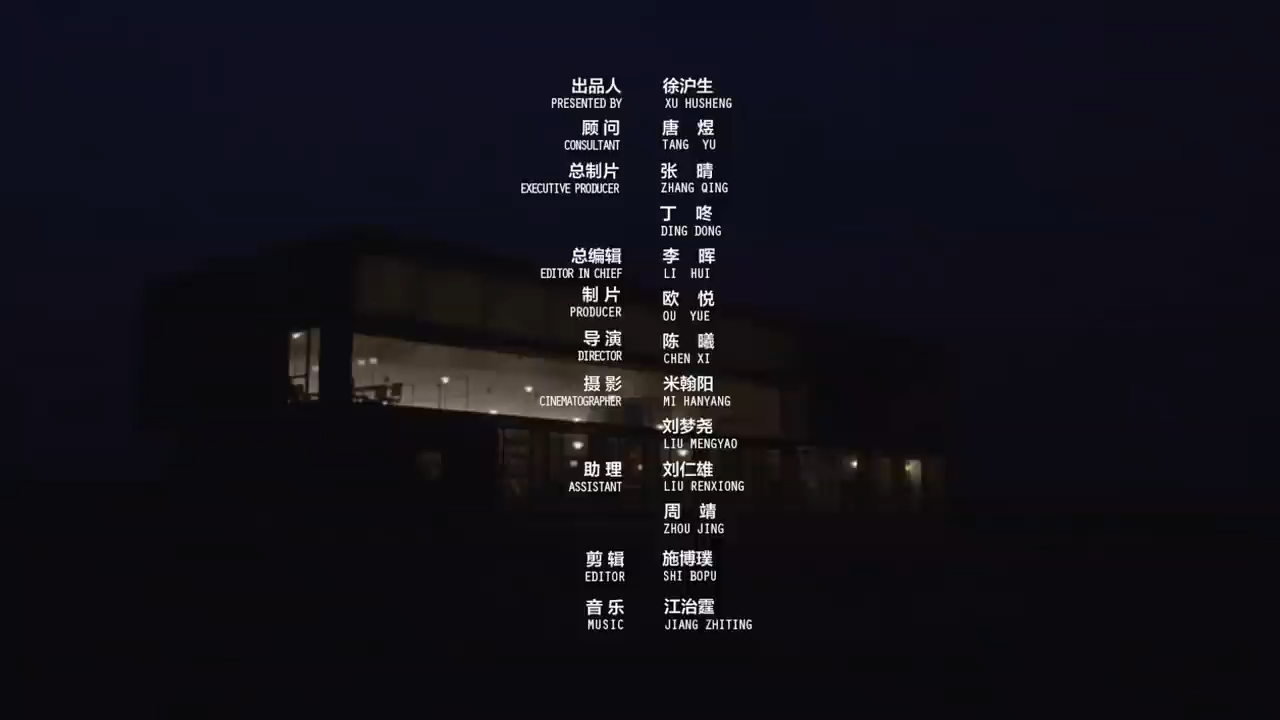 出品人 徐沪生
PRESENTED BY XU HUSHENG
顾 问 唐 煜
CONSULTANT TANG YU
总制片 张 晴
EXECUTIVE PRODUCER ZHANG QING
丁 咚
DING DONG
总编辑 李 晖
EDITOR IN CHIEF LI HUI
制 片 欧 悦
PRODUCER OU YUE
导 演 陈 曦
DIRECTOR CHEN XI
摄 影 米翰阳
CINEMATOGRAPHER MI HANYANG
刘梦尧
LIU MENGYAO
助 理 刘仁雄
ASSISTANT LIU RENXIONG
周 靖
ZHOU JING
剪 辑 施博璞
EDITOR SHI BOPU
音 乐 江治霆
MUSIC JIANG ZHITING